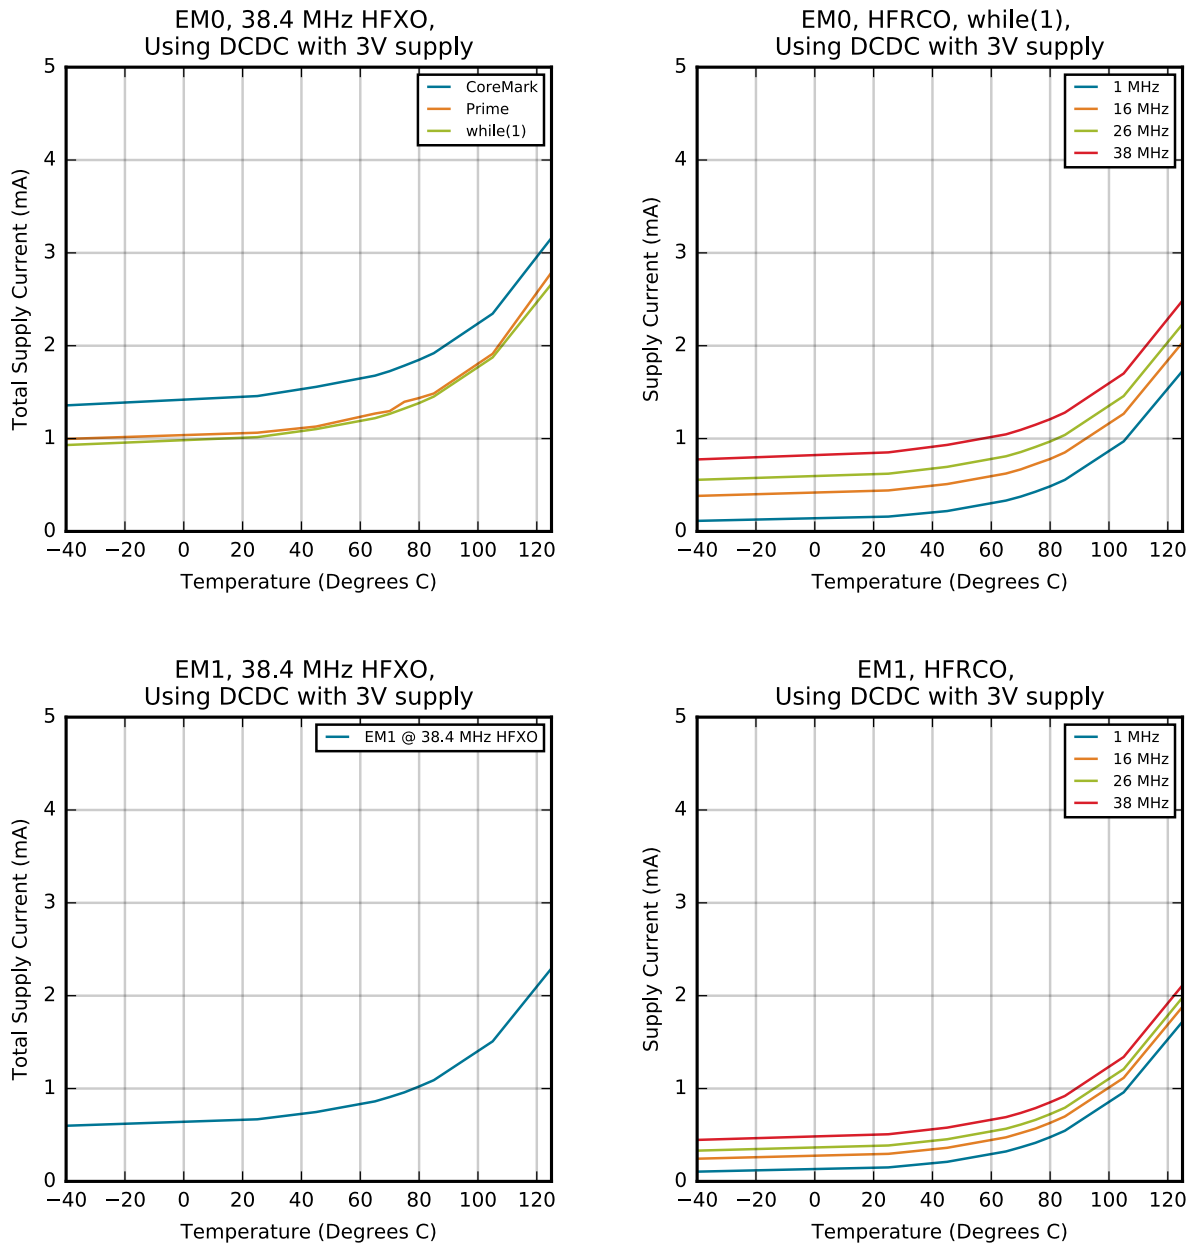 EM0, 38.4 MHz HFXO,
Using DCDC with 3V supply
5
4
3
2
1
0
Total Supply Current (mA)
CoreMark
Prime
while(1)
−40 −20 0 20 40 60 80 100 120
Temperature (Degrees C)
EM0, HFRCO, while(1),
Using DCDC with 3V supply
5
4
3
2
1
0
Supply Current (mA)
1 MHz
16 MHz
26 MHz
38 MHz
−40 −20 0 20 40 60 80 100 120
Temperature (Degrees C)
EM1, 38.4 MHz HFXO,
Using DCDC with 3V supply
5
4
3
2
1
0
Total Supply Current (mA)
EM1 @ 38.4 MHz HFXO
−40 −20 0 20 40 60 80 100 120
Temperature (Degrees C)
EM1, HFRCO,
Using DCDC with 3V supply
5
4
3
2
1
0
Supply Current (mA)
1 MHz
16 MHz
26 MHz
38 MHz
−40 −20 0 20 40 60 80 100 120
Temperature (Degrees C)